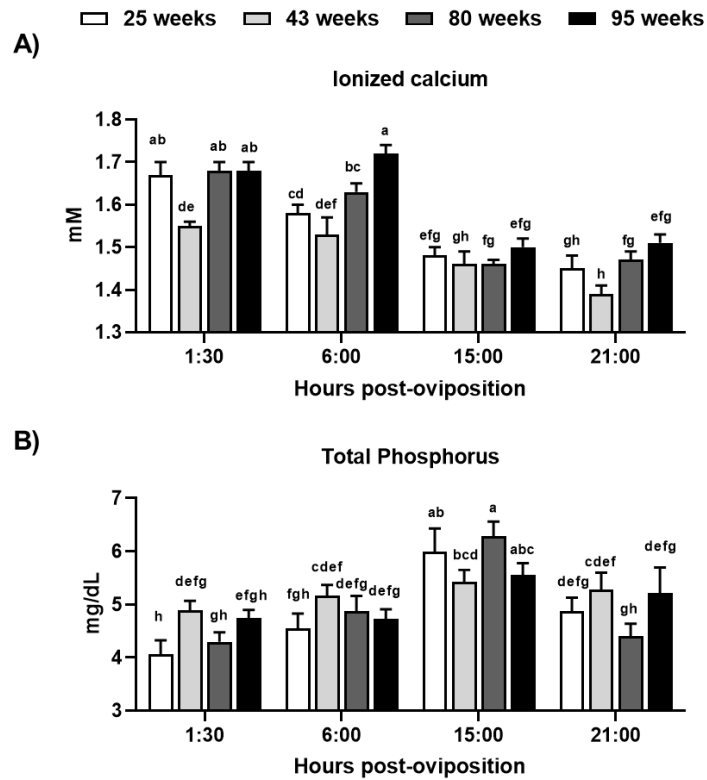 25 weeks 43 weeks 80 weeks 95 weeks
A)
Ionized calcium
1.8
1.7
1.6
1.5
1.4
1.3
mM
ab de ab ab
cd def bc a
efg gh fg efg
gh h fg efg
1:30 6:00 15:00 21:00
Hours post-oviposition
B)
Total Phosphorus
7
6
5
4
3
mg/dL
h defg gh efgh
fgh cdef defg defg
ab bcd a abc
defg cdef gh defg
1:30 6:00 15:00 21:00
Hours post-oviposition